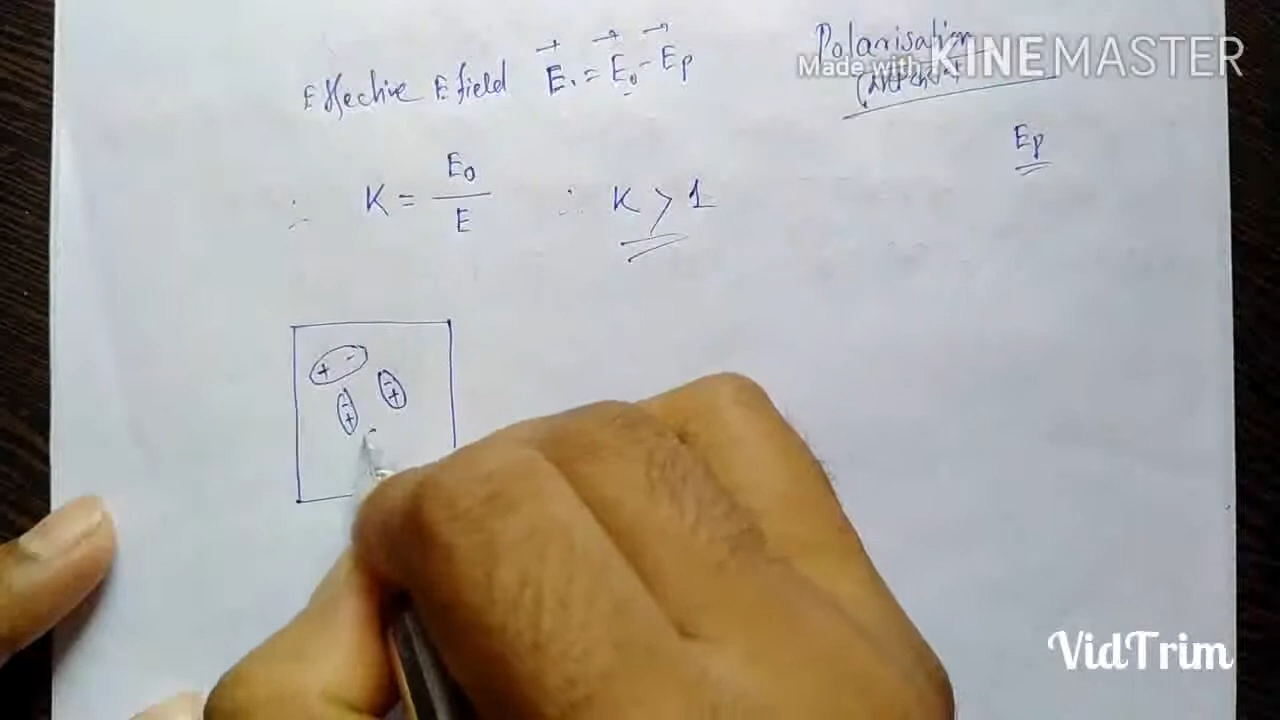 Effective E field E⃗ = E⃗₀ - E⃗p
Polarisation
Made with KINEMASTER
Ep
∴ K = E₀ / E ∴ K > 1
+ -
- +
- +
-
VidTrim